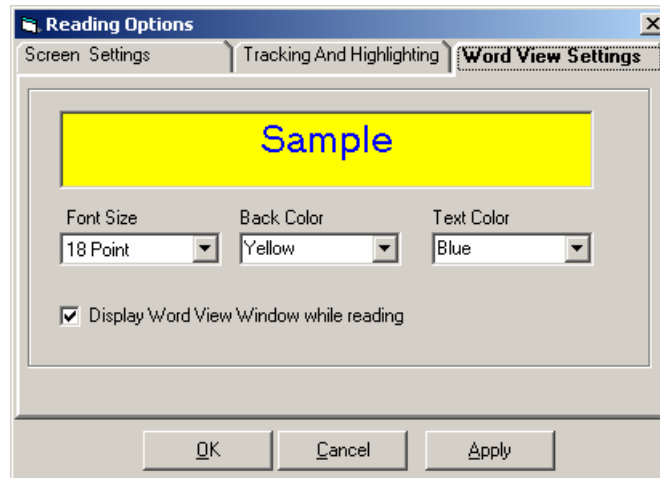 Reading Options
Screen Settings Tracking And Highlighting Word View Settings
Sample
Font Size Back Color Text Color
18 Point Yellow Blue
Display Word View Window while reading
OK Cancel Apply